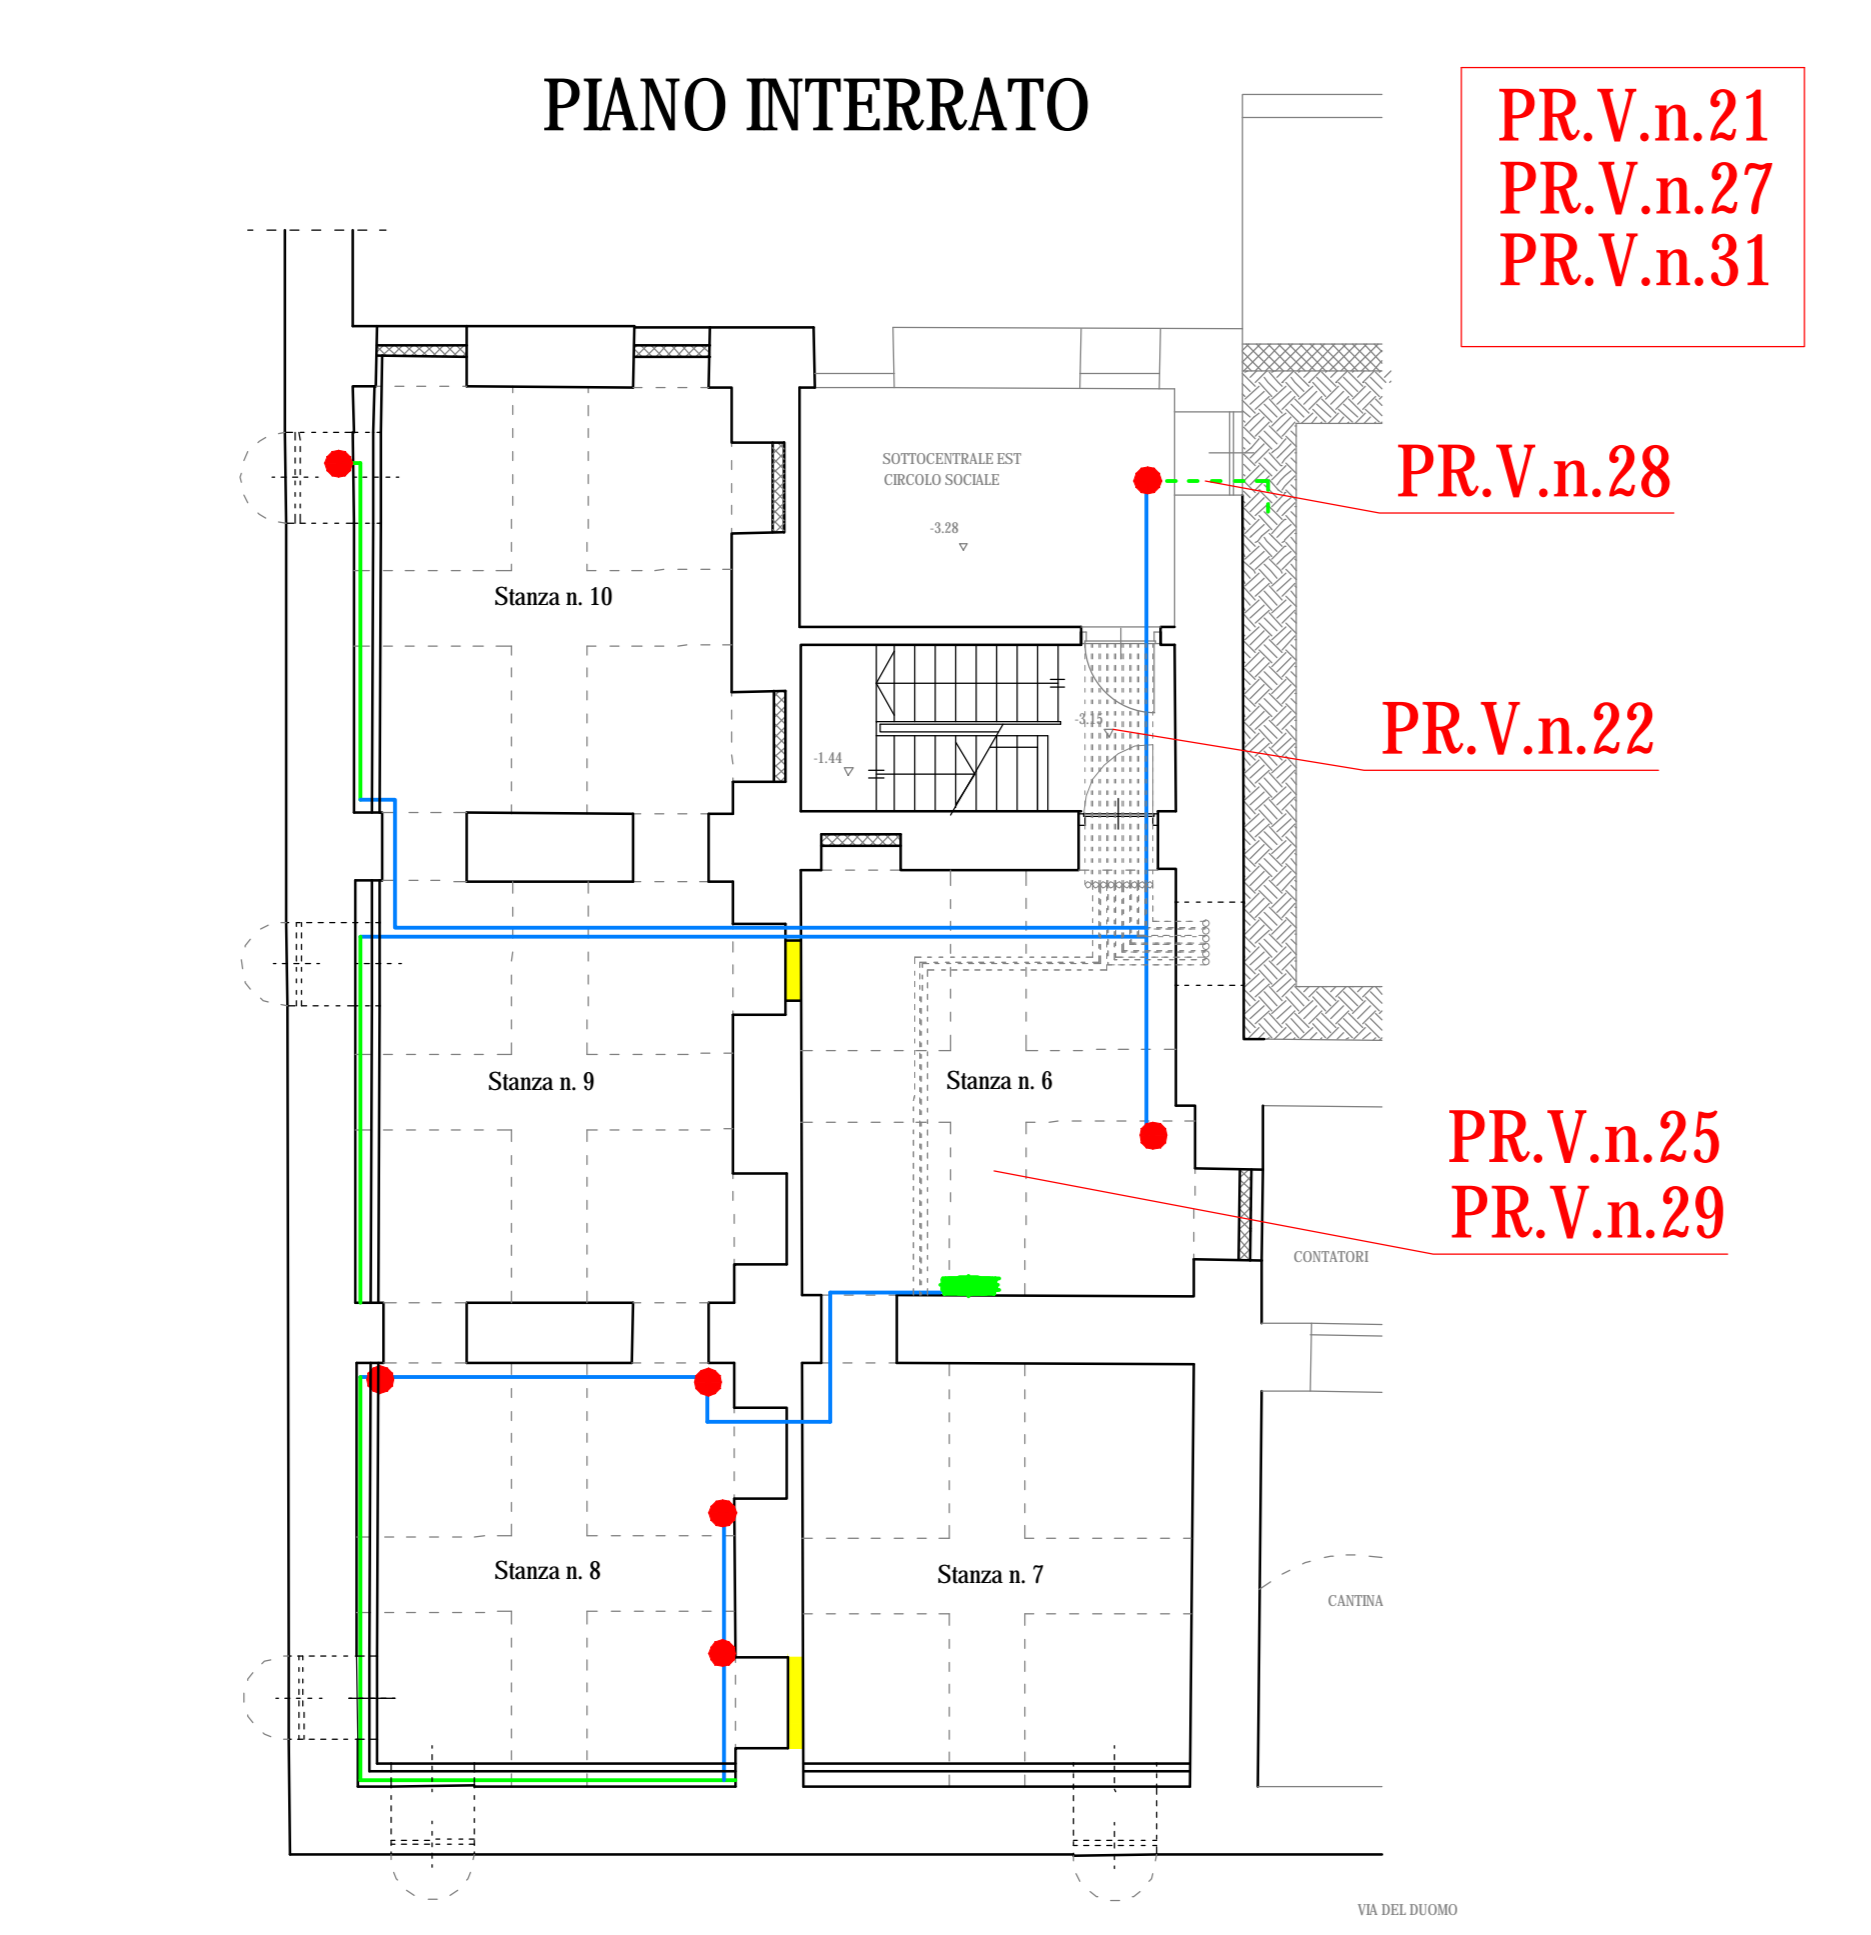 PIANO INTERRATO
PR.V.n.21
PR.V.n.27
PR.V.n.31
SOTTOCENTRALE EST
CIRCOLO SOCIALE
-3.28
PR.V.n.28
Stanza n. 10
-3.15
-1.44
PR.V.n.22
Stanza n. 9
Stanza n. 6
PR.V.n.25
PR.V.n.29
CONTATORI
Stanza n. 8
Stanza n. 7
CANTINA
VIA DEL DUOMO